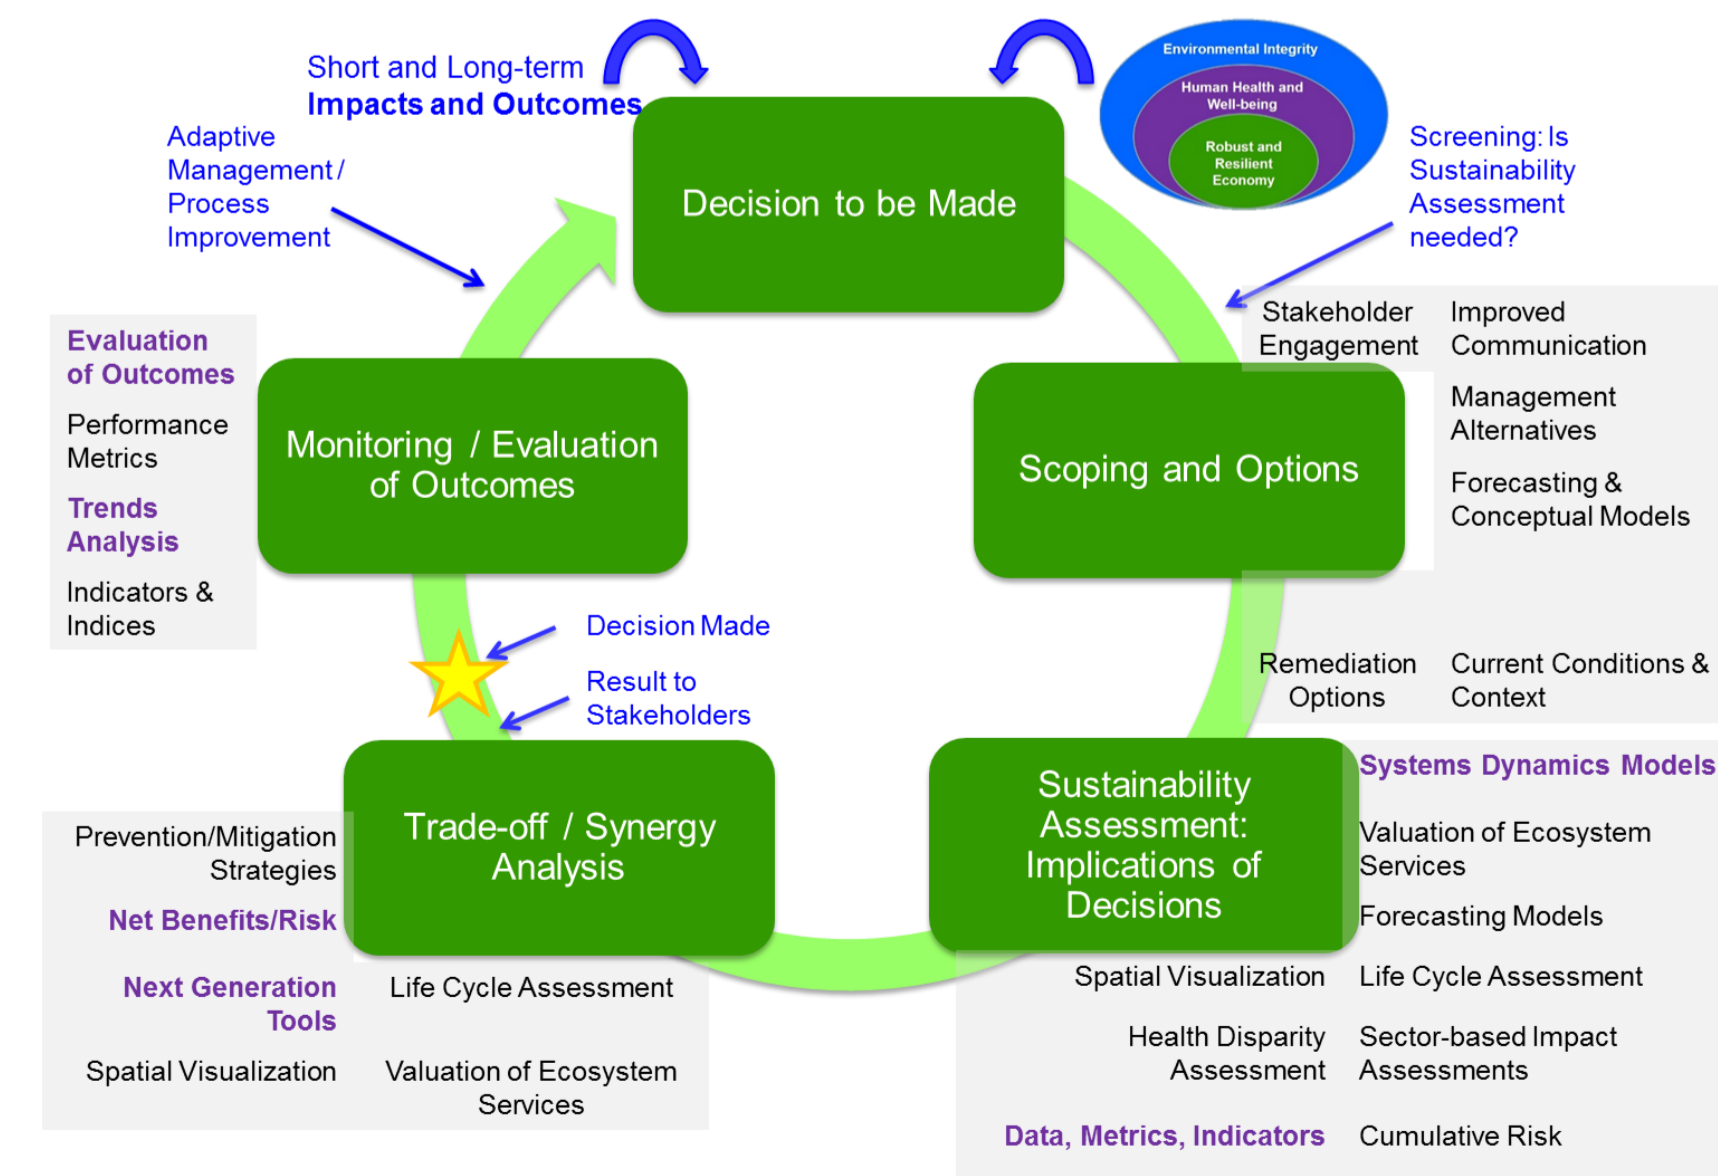 Short and Long-term
Impacts and Outcomes
Environmental Integrity
Human Health and
Well-being
Robust and
Resilient
Economy
Adaptive
Management /
Process
Improvement
Screening: Is
Sustainability
Assessment
needed?
Decision to be Made
Stakeholder
Engagement
Improved
Communication
Management
Alternatives
Forecasting &
Conceptual Models
Scoping and Options
Remediation
Options
Current Conditions &
Context
Evaluation
of Outcomes
Performance
Metrics
Trends
Analysis
Indicators &
Indices
Monitoring / Evaluation
of Outcomes
Decision Made
Result to
Stakeholders
Trade-off / Synergy
Analysis
Prevention/Mitigation
Strategies
Net Benefits/Risk
Next Generation
Tools
Life Cycle Assessment
Spatial Visualization
Valuation of Ecosystem
Services
Sustainability
Assessment:
Implications of
Decisions
Systems Dynamics Models
Valuation of Ecosystem
Services
Forecasting Models
Spatial Visualization
Life Cycle Assessment
Health Disparity
Assessment
Sector-based Impact
Assessments
Data, Metrics, Indicators
Cumulative Risk